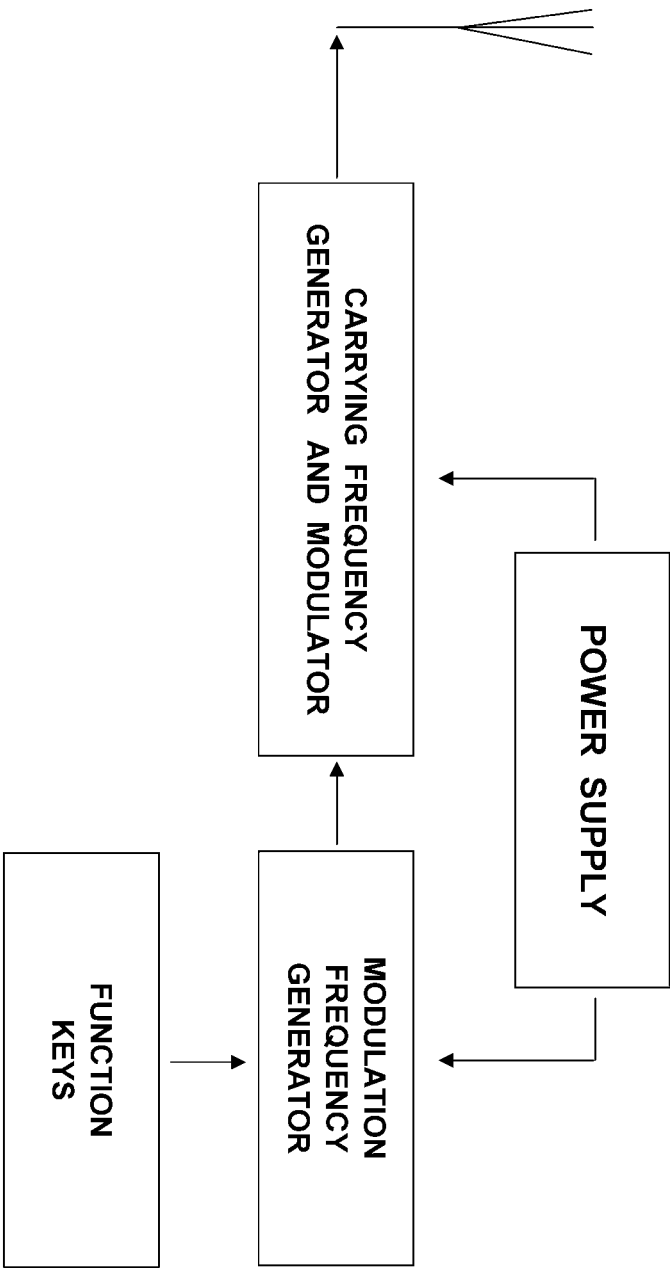 POWER SUPPLY
CARRYING FREQUENCY
GENERATOR AND MODULATOR
MODULATION
FREQUENCY
GENERATOR
FUNCTION
KEYS